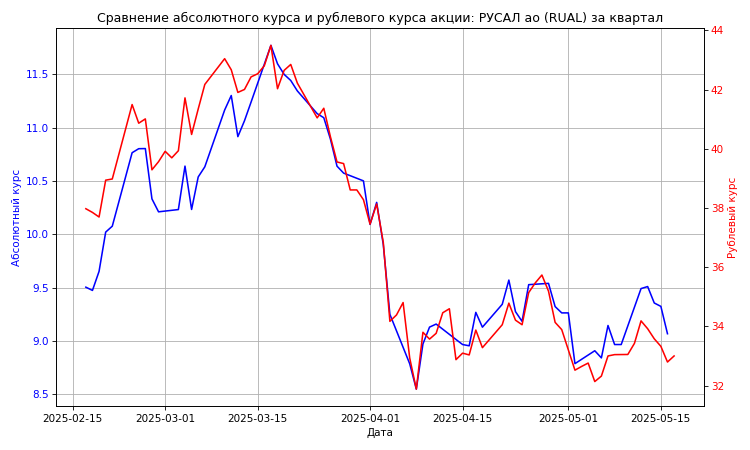 Сравнение абсолютного курса и рублевого курса акции: РУСАЛ ао (RUAL) за квартал
44
11.5
42
11.0
40
10.5
38
10.0
36
9.5
34
9.0
32
8.5
Абсолютный курс
Рублевый курс
2025-02-15 2025-03-01 2025-03-15 2025-04-01 2025-04-15 2025-05-01 2025-05-15
Дата